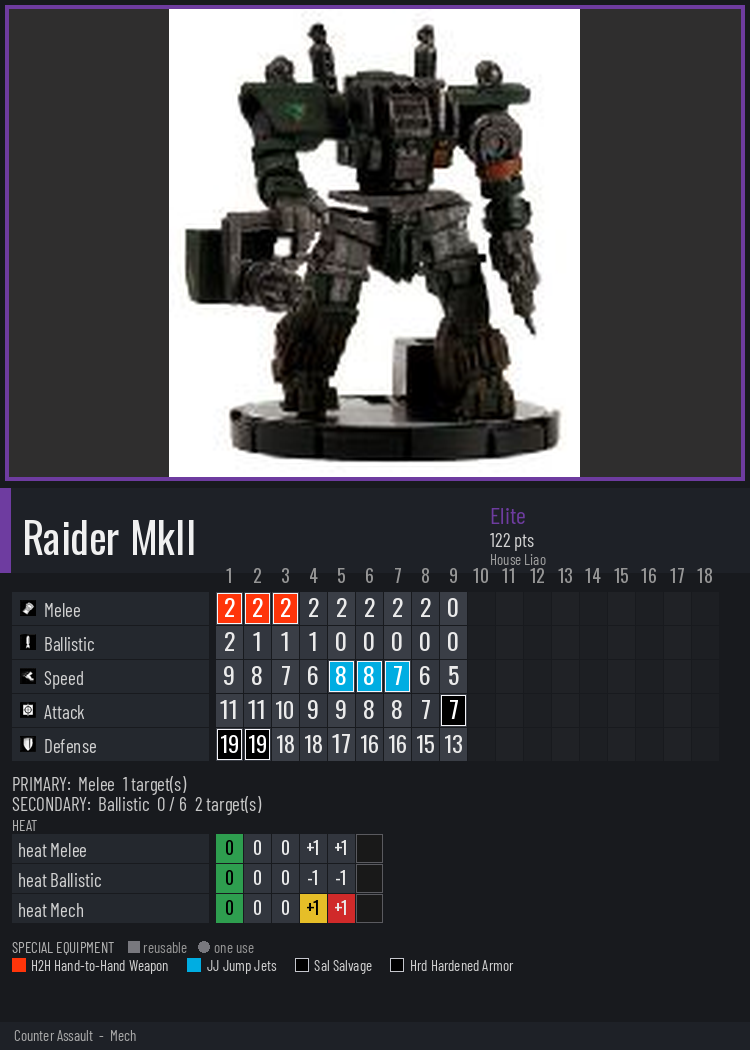 Raider MkII
Elite
122 pts
House Liao
1 2 3 4 5 6 7 8 9 10 11 12 13 14 15 16 17 18
Melee 2 2 2 2 2 2 2 2 0
Ballistic 2 1 1 1 0 0 0 0 0
Speed 9 8 7 6 8 8 7 6 5
Attack 11 11 10 9 9 8 8 7 7
Defense 19 19 18 18 17 16 16 15 13
PRIMARY: Melee 1 target(s)
SECONDARY: Ballistic 0 / 6 2 target(s)
HEAT
heat Melee 0 0 0 +1 +1
heat Ballistic 0 0 0 -1 -1
heat Mech 0 0 0 +1 +1
SPECIAL EQUIPMENT reusable one use
H2H Hand-to-Hand Weapon JJ Jump Jets Sal Salvage Hrd Hardened Armor
Counter Assault - Mech